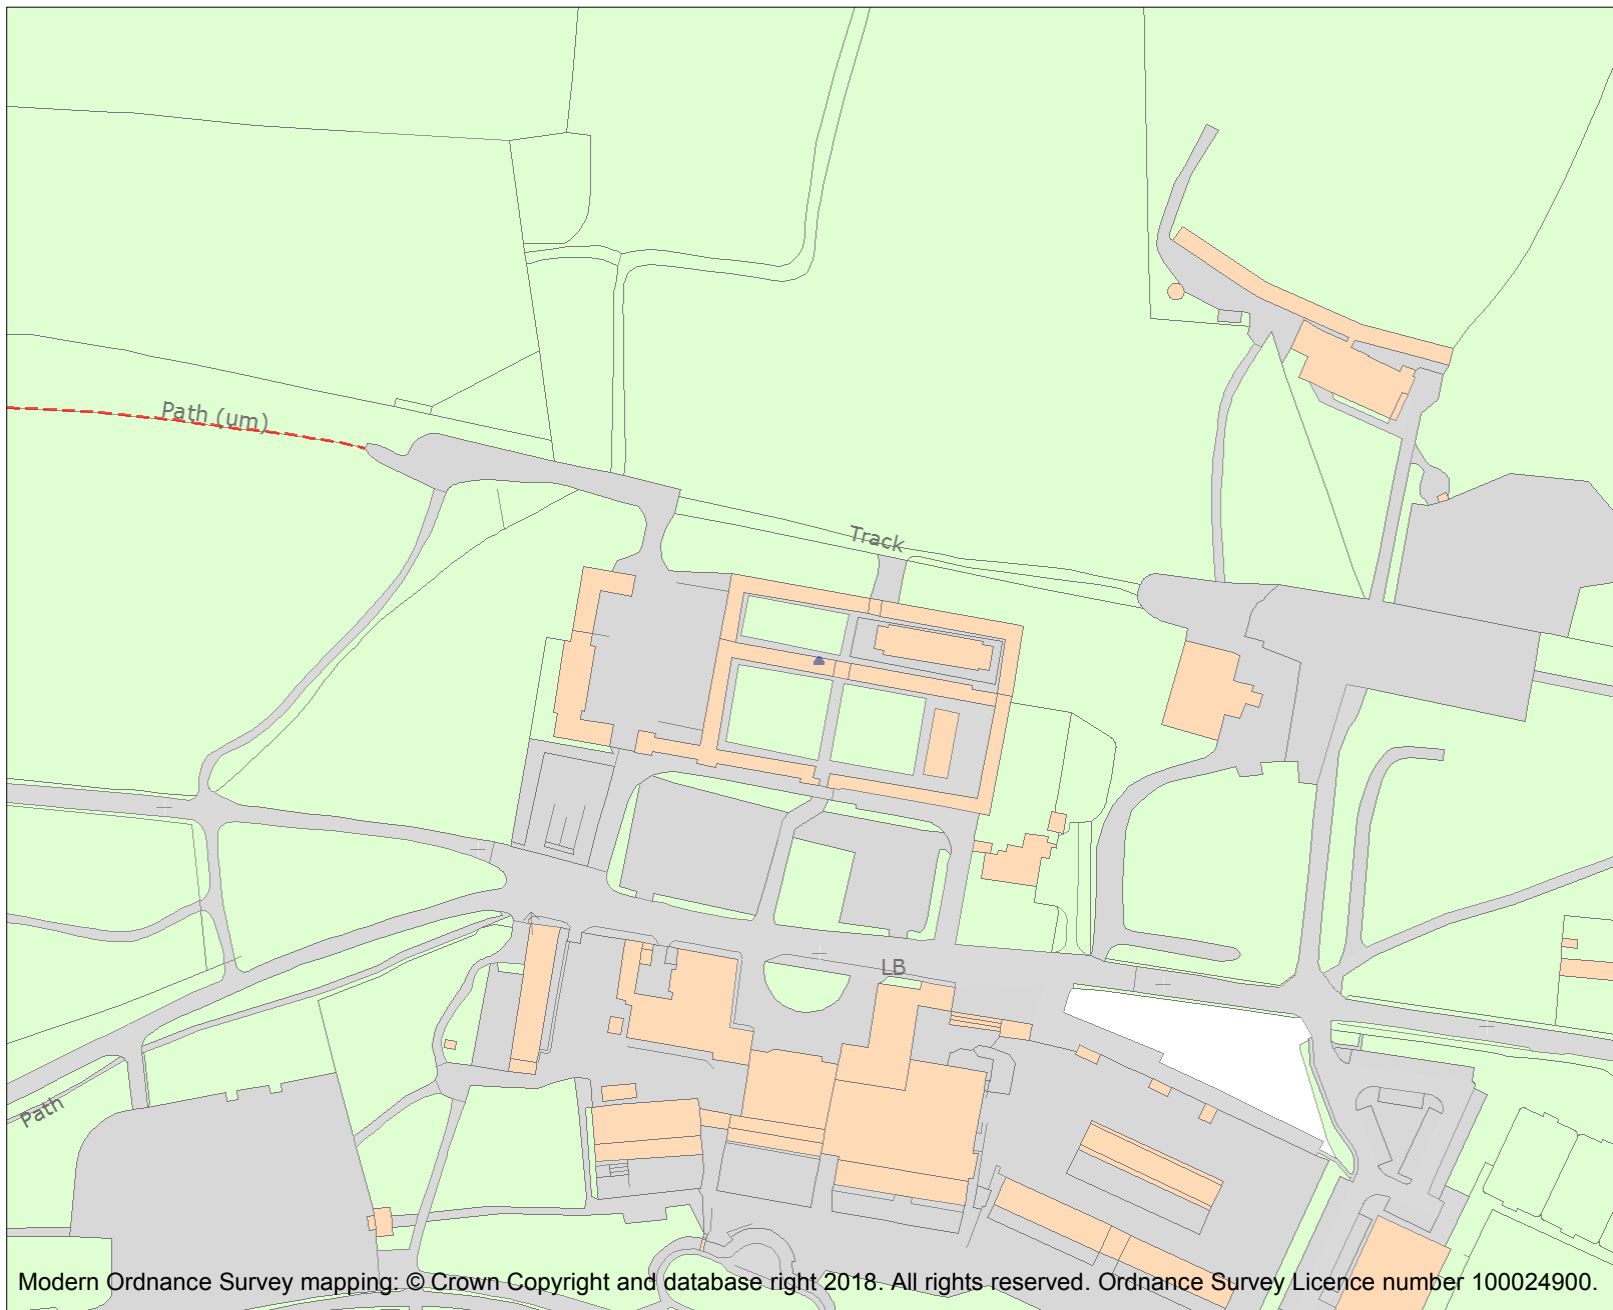 Path (um)
Track
LB
Path
Modern Ordnance Survey mapping: © Crown Copyright and database right 2018. All rights reserved. Ordnance Survey Licence number 100024900.